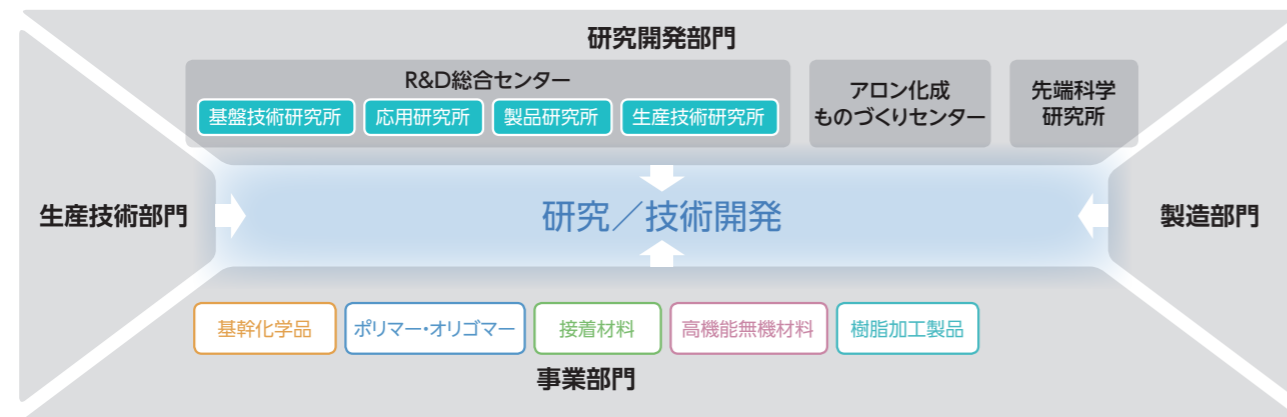 研究開発部門
R&D総合センター
基盤技術研究所
応用研究所
製品研究所
生産技術研究所
アロン化成
ものづくりセンター
先端科学
研究所
生産技術部門
研究／技術開発
製造部門
基幹化学品
ポリマー・オリゴマー
接着材料
高機能無機材料
樹脂加工製品
事業部門